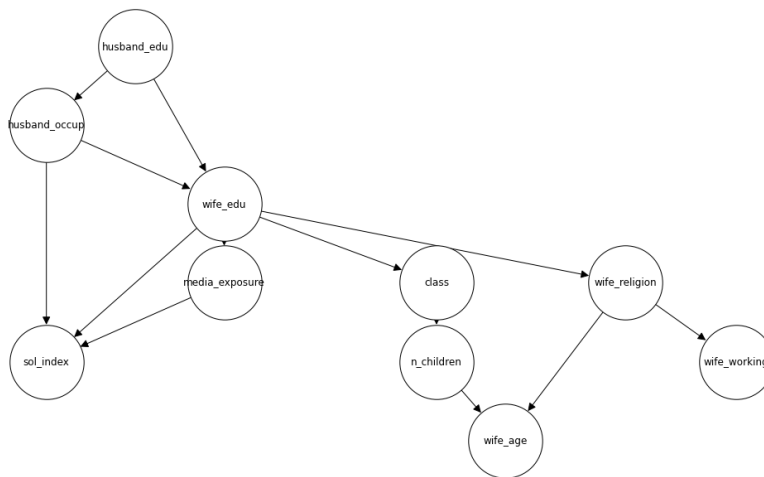 husband_edu
husband_occup
wife_edu
media_exposure
class
wife_religion
sol_index
n_children
wife_working
wife_age